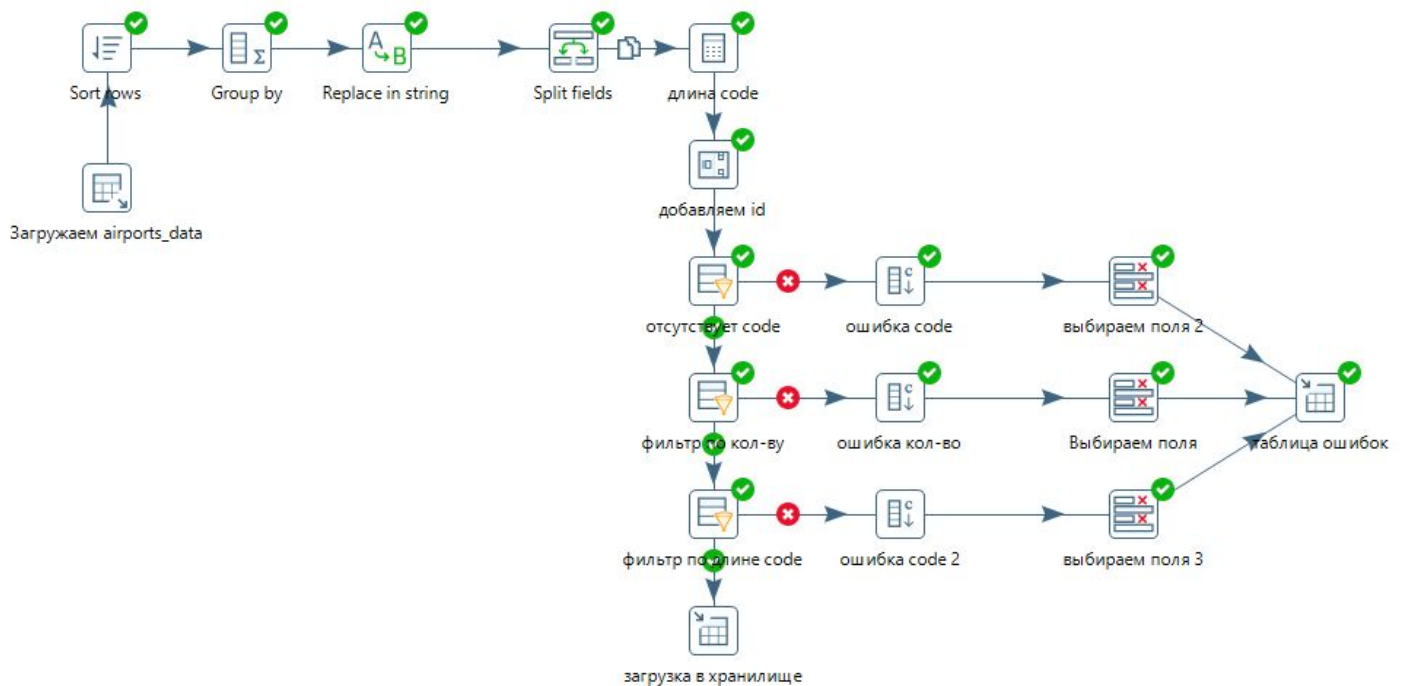 Sort rows
Group by
Replace in string
Split fields
длина code
Загружаем airports_data
добавляем id
отсутствует code
ошибка code
выбираем поля 2
фильтр по кол-ву
ошибка кол-во
Выбираем поля
таблица ошибок
фильтр по длине code
ошибка code 2
выбираем поля 3
загрузка в хранилище